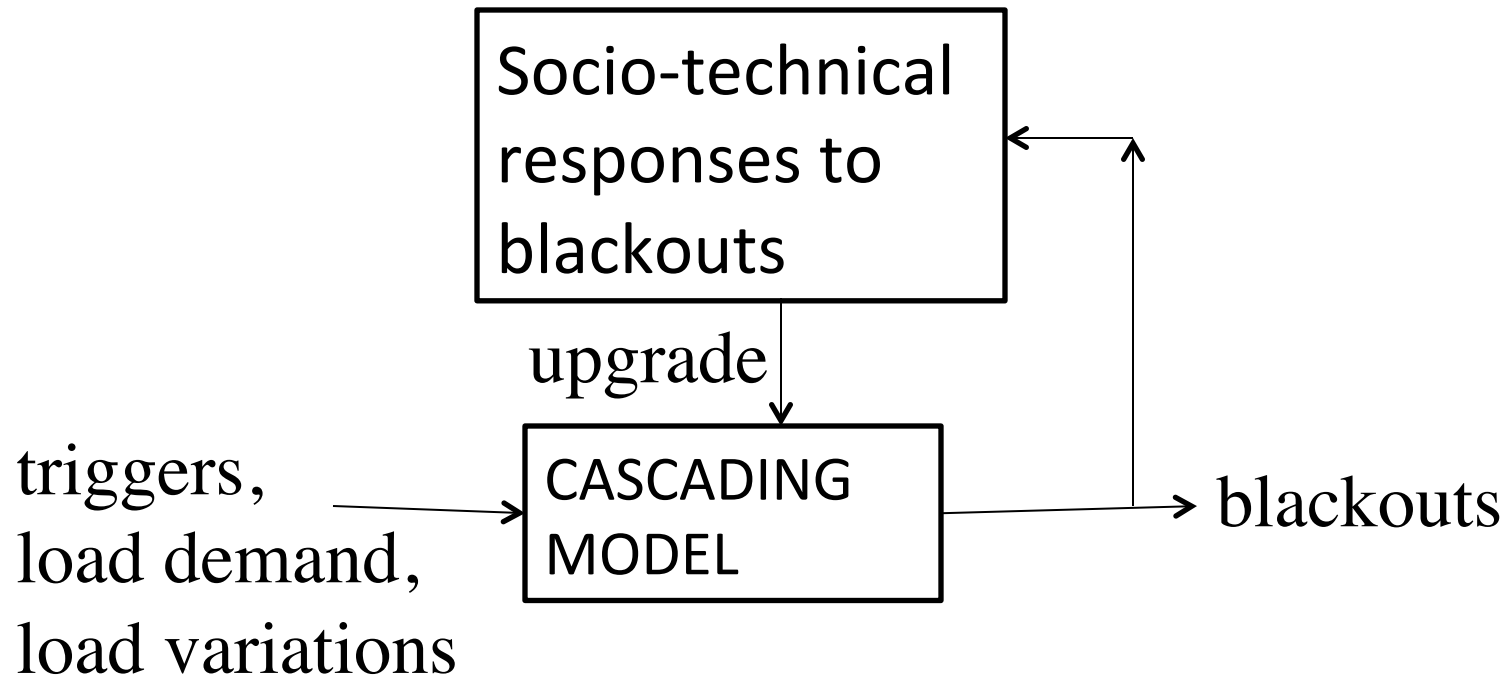 Socio-technical
responses to
blackouts
upgrade
triggers,
load demand,
load variations
CASCADING
MODEL
blackouts